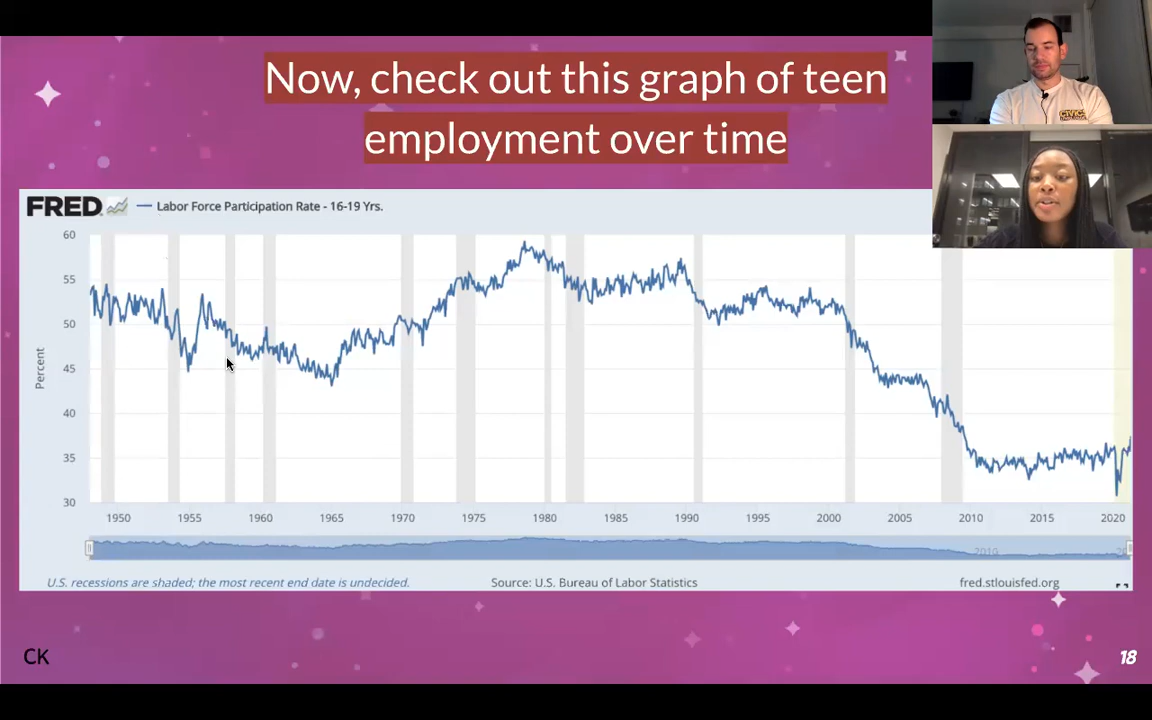 Now, check out this graph of teen
employment over time
FRED
Labor Force Participation Rate - 16-19 Yrs.
60
55
50
45
40
35
30
Percent
1950 1955 1960 1965 1970 1975 1980 1985 1990 1995 2000 2005 2010 2015 2020
2010
U.S. recessions are shaded; the most recent end date is undecided.
Source: U.S. Bureau of Labor Statistics
fred.stlouisfed.org
CK
18
CIVICS